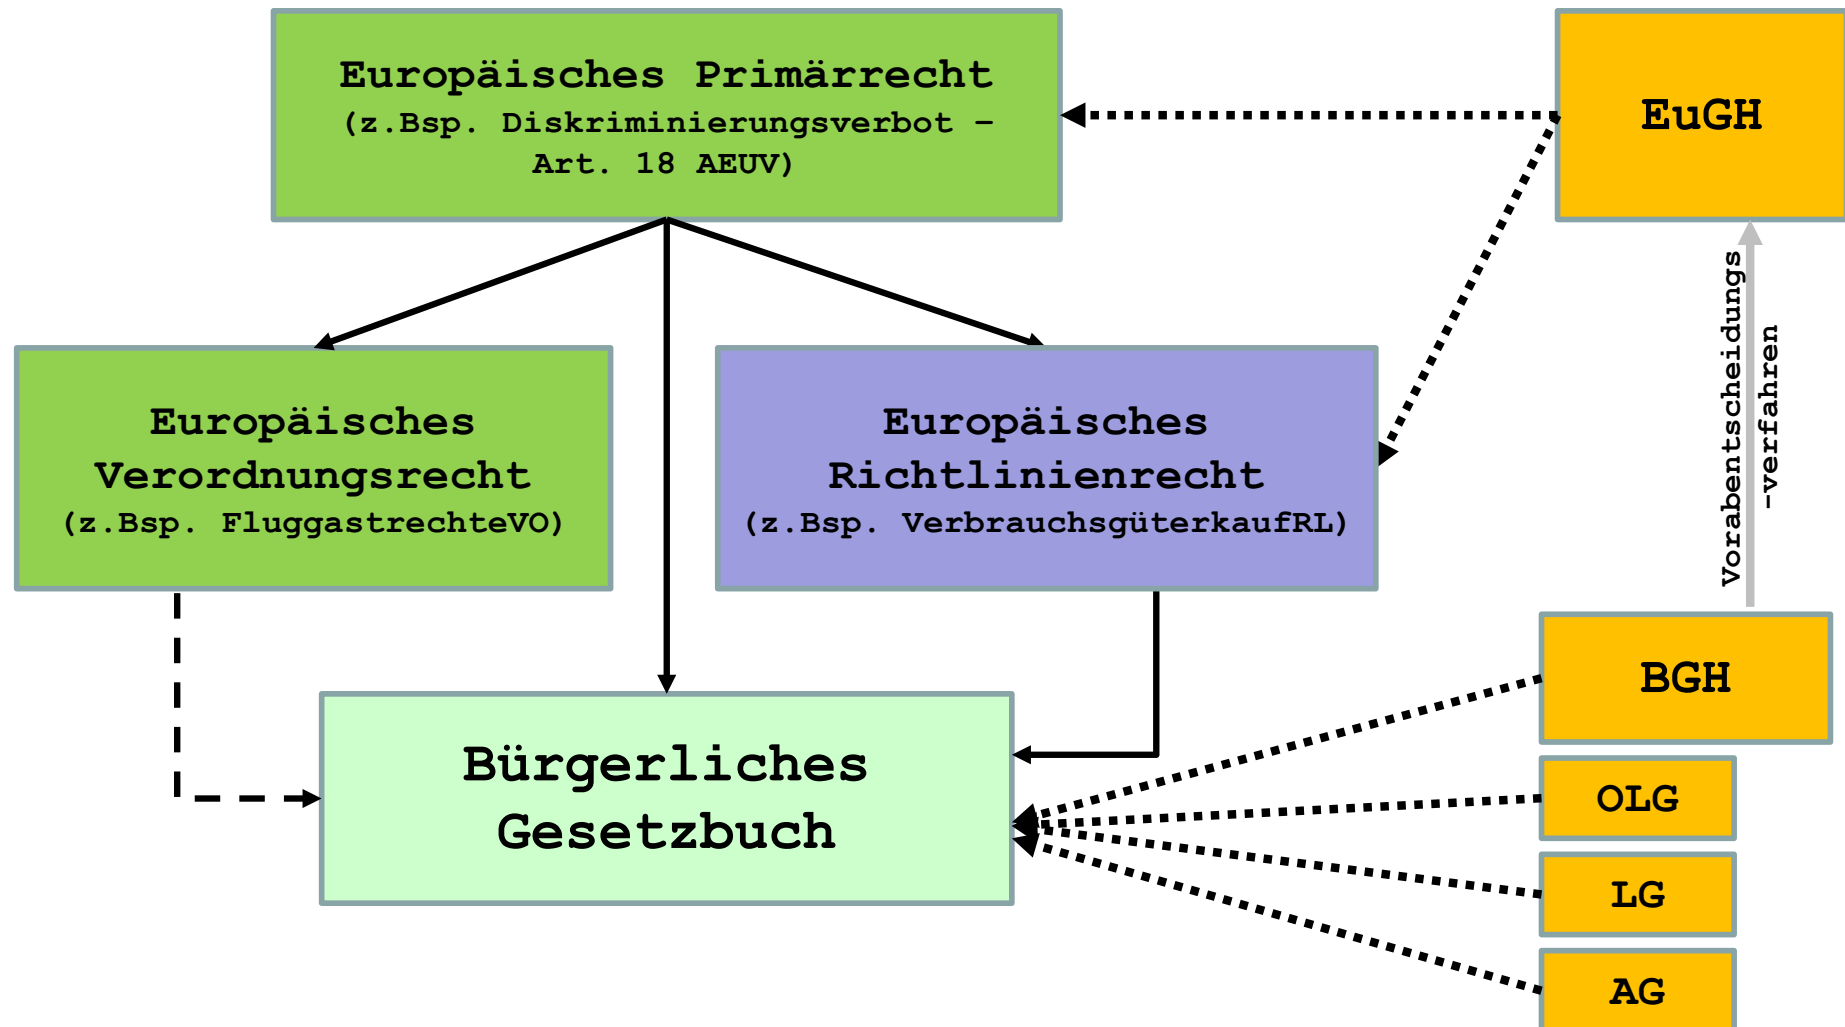 Europäisches Primärrecht
(z.Bsp. Diskriminierungsverbot –
Art. 18 AEUV)
EuGH
Vorabentscheidungs
-verfahren
Europäisches
Verordnungsrecht
(z.Bsp. FluggastrechteVO)
Europäisches
Richtlinienrecht
(z.Bsp. VerbrauchsgüterkaufRL)
BGH
Bürgerliches
Gesetzbuch
OLG
LG
AG